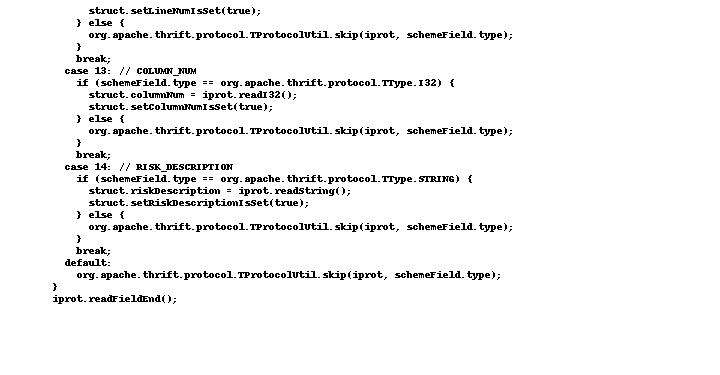 struct.setLineNumIsSet(true);
} else {
org.apache.thrift.protocol.TProtocolUtil.skip(iprot, schemeField.type);
}
break;
case 13: // COLUMN_NUM
if (schemeField.type == org.apache.thrift.protocol.TType.I32) {
struct.columnNum = iprot.readI32();
struct.setColumnNumIsSet(true);
} else {
org.apache.thrift.protocol.TProtocolUtil.skip(iprot, schemeField.type);
}
break;
case 14: // RISK_DESCRIPTION
if (schemeField.type == org.apache.thrift.protocol.TType.STRING) {
struct.riskDescription = iprot.readString();
struct.setRiskDescriptionIsSet(true);
} else {
org.apache.thrift.protocol.TProtocolUtil.skip(iprot, schemeField.type);
}
break;
default:
org.apache.thrift.protocol.TProtocolUtil.skip(iprot, schemeField.type);
}
iprot.readFieldEnd();